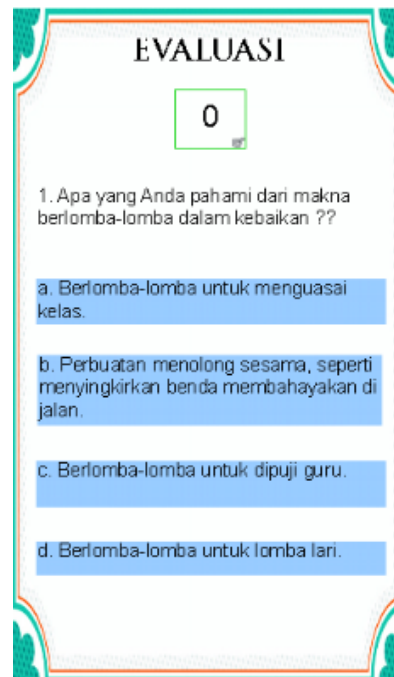 EVALUASI
0
1. Apa yang Anda pahami dari makna
berlomba-lomba dalam kebaikan ??
a. Berlomba-lomba untuk menguasai
kelas.
b. Perbuatan menolong sesama, seperti
menyingkirkan benda membahayakan di
jalan.
c. Berlomba-lomba untuk dipuji guru.
d. Berlomba-lomba untuk lomba lari.